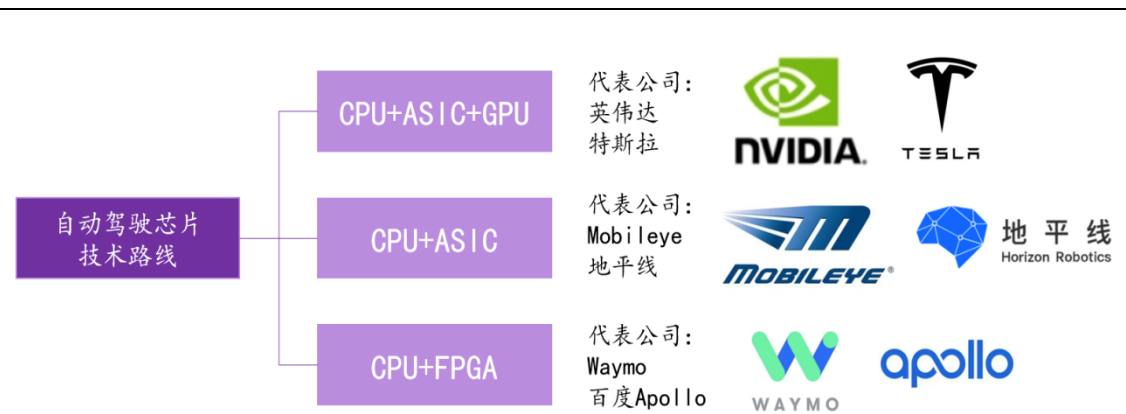 自动驾驶芯片
技术路线
CPU+ASIC+GPU
代表公司:
英伟达
特斯拉
NVIDIA.
TESLA
CPU+ASIC
代表公司:
Mobileye
地平线
MOBILEYE®
地平线
Horizon Robotics
CPU+FPGA
代表公司:
Waymo
百度Apollo
WAYMO
apollo